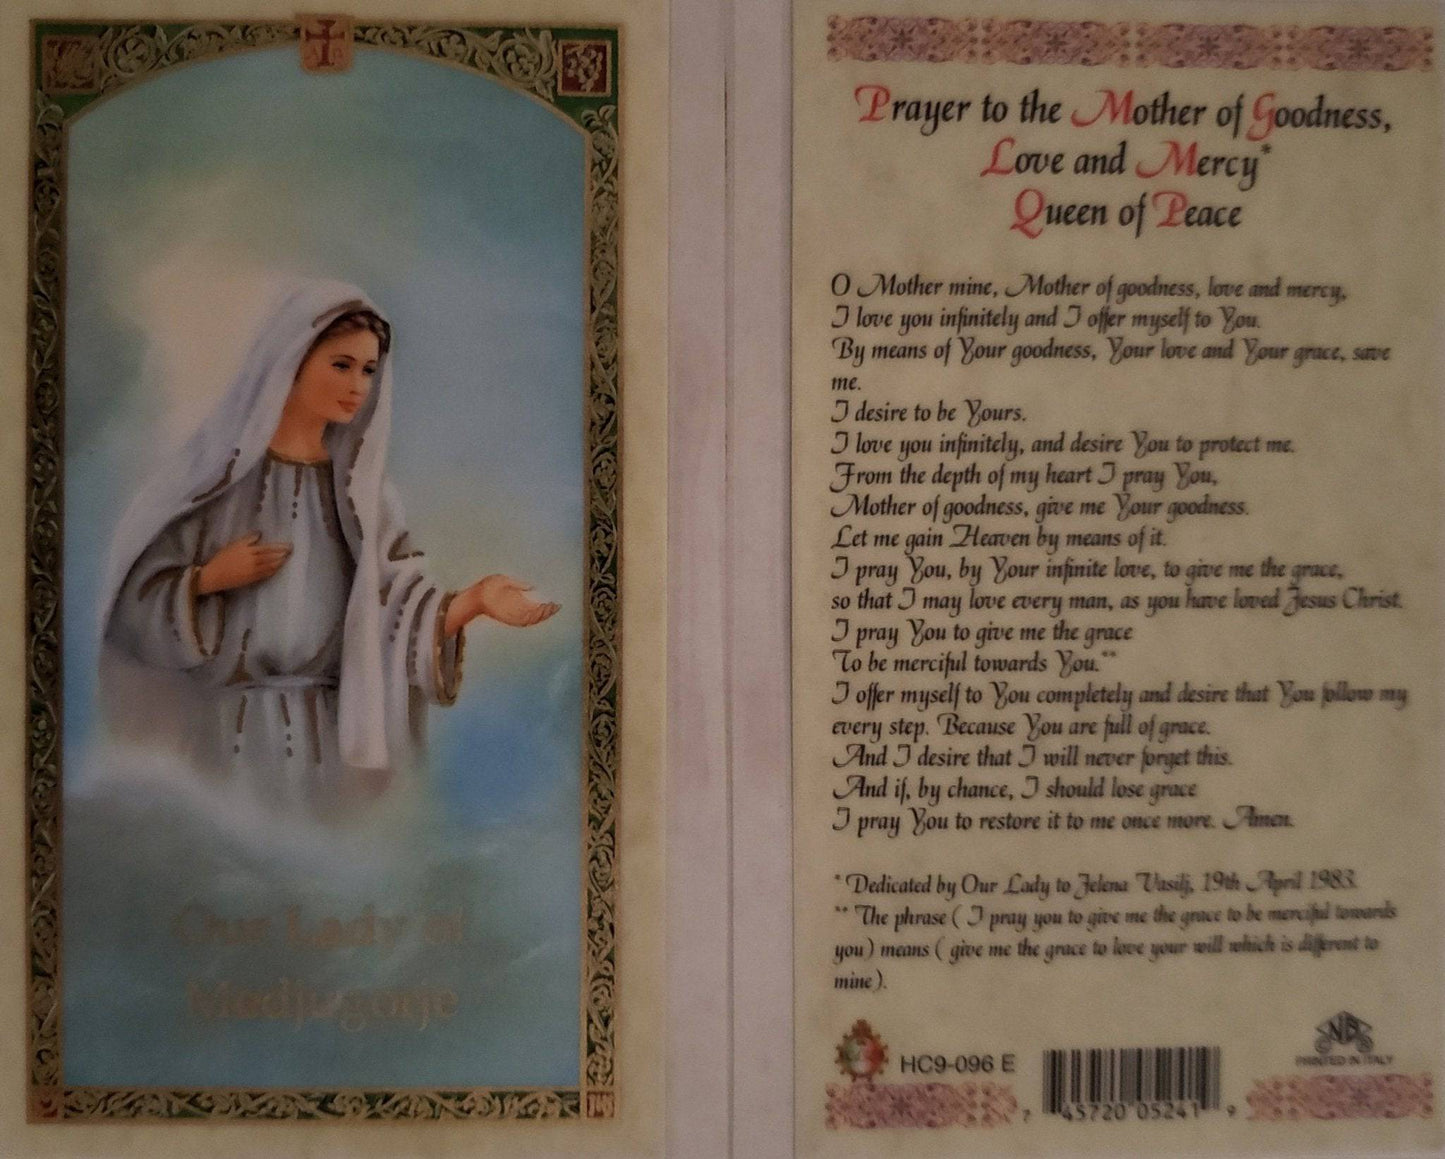 Our Lady of
Medjugorje
Prayer to the Mother of Goodness,
Love and Mercy*
Queen of Peace
O Mother mine, Mother of goodness, love and mercy,
I love you infinitely and I offer myself to You.
By means of Your goodness, Your love and Your grace, save
me.
I desire to be Yours.
I love you infinitely, and desire You to protect me.
From the depth of my heart I pray You,
Mother of goodness, give me Your goodness.
Let me gain Heaven by means of it.
I pray You, by Your infinite love, to give me the grace,
so that I may love every man, as you have loved Jesus Christ.
I pray You to give me the grace
To be merciful towards You.**
I offer myself to You completely and desire that You follow my
every step. Because You are full of grace.
And I desire that I will never forget this.
And if, by chance, I should lose grace
I pray You to restore it to me once more. Amen.
* Dedicated by Our Lady to Jelena Vasilj, 19th April 1983.
** The phrase ( I pray you to give me the grace to be merciful towards
you ) means ( give me the grace to love your will which is different to
mine ).
HC9-096 E
PRINTED IN ITALY
7 45720 05241 9